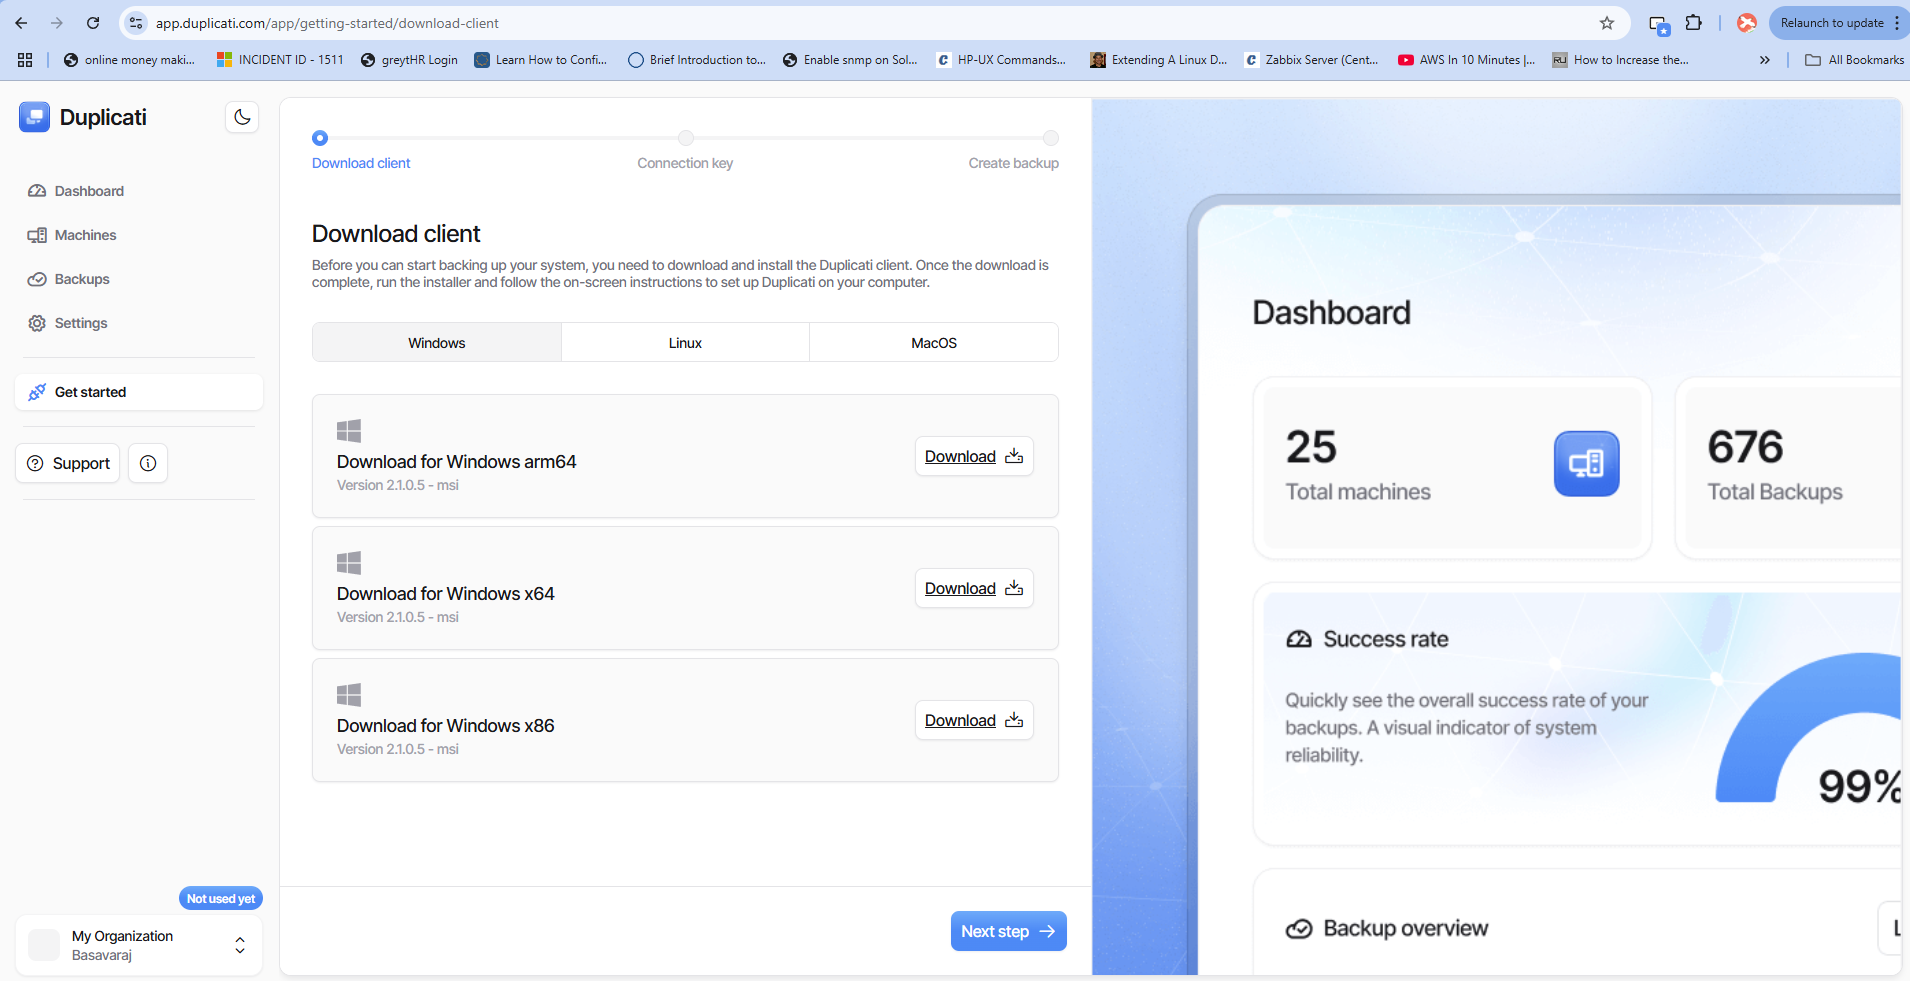 app.duplicati.com/app/getting-started/download-client
Relaunch to update
online money maki...
INCIDENT ID - 1511
greytHR Login
Learn How to Confi...
Brief Introduction to...
Enable snmp on Sol...
HP-UX Commands...
Extending A Linux D...
Zabbix Server (Cent...
AWS In 10 Minutes |...
How to Increase the...
All Bookmarks
Duplicati
Dashboard
Machines
Backups
Settings
Get started
Support
Not used yet
My Organization
Basavaraj
Download client
Connection key
Create backup
Download client
Before you can start backing up your system, you need to download and install the Duplicati client. Once the download is
complete, run the installer and follow the on-screen instructions to set up Duplicati on your computer.
Windows
Linux
MacOS
Download for Windows arm64
Version 2.1.0.5 - msi
Download
Download for Windows x64
Version 2.1.0.5 - msi
Download
Download for Windows x86
Version 2.1.0.5 - msi
Download
Next step
Dashboard
25
Total machines
676
Total Backups
Success rate
Quickly see the overall success rate of your
backups. A visual indicator of system
reliability.
99%
Backup overview